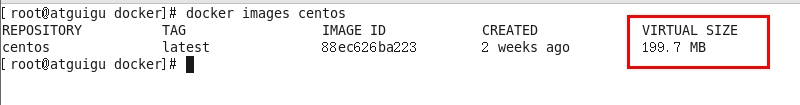 [root@atguigu docker]# docker images centos
REPOSITORY TAG IMAGE ID CREATED VIRTUAL SIZE
centos latest 88ec626ba223 2 weeks ago 199.7 MB
[root@atguigu docker]#